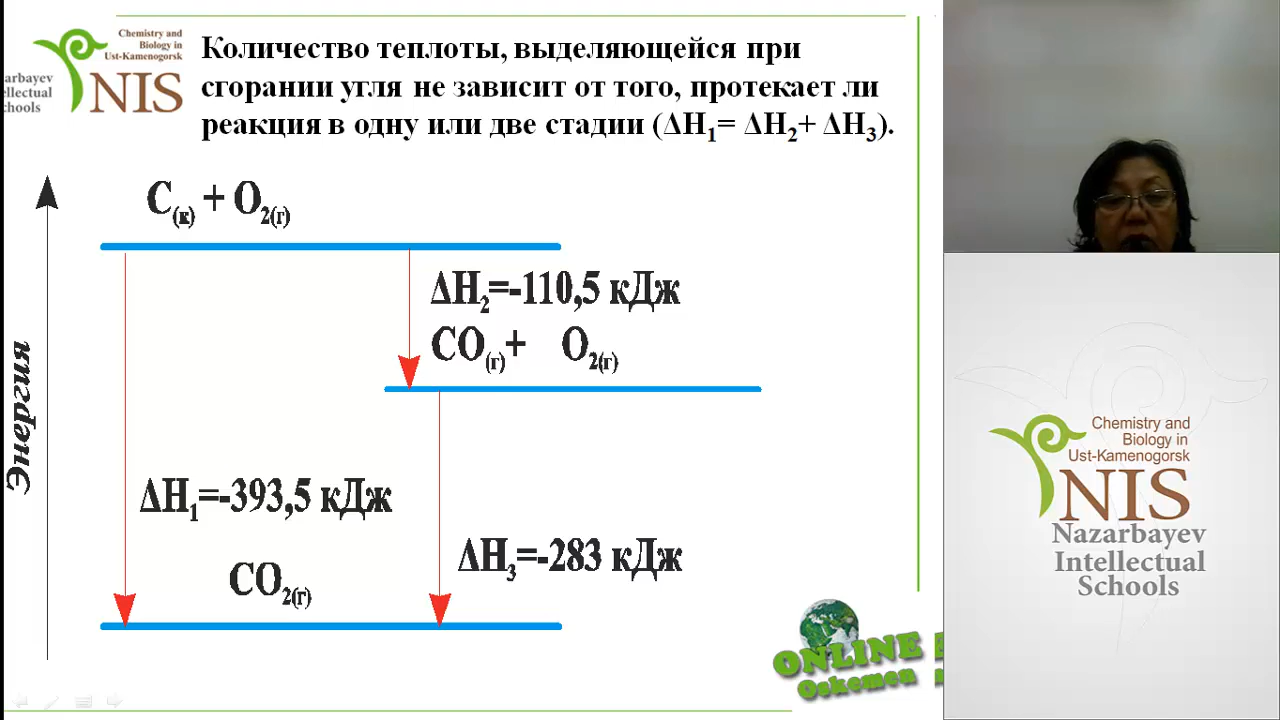 Chemistry and
Biology in
Ust-Kamenogorsk
NIS
Количество теплоты, выделяющейся при
сгорании угля не зависит от того, протекает ли
реакция в одну или две стадии (ΔH₁= ΔH₂+ ΔH₃).
Энергия
C₍к₎ + O₂₍г₎
ΔH₂=-110,5 кДж
CO₍г₎+ O₂₍г₎
ΔH₁=-393,5 кДж
CO₂₍г₎
ΔH₃=-283 кДж
ONLINE
Oskemen
Chemistry and
Biology in
Ust-Kamenogorsk
NIS
Nazarbayev
Intellectual
Schools